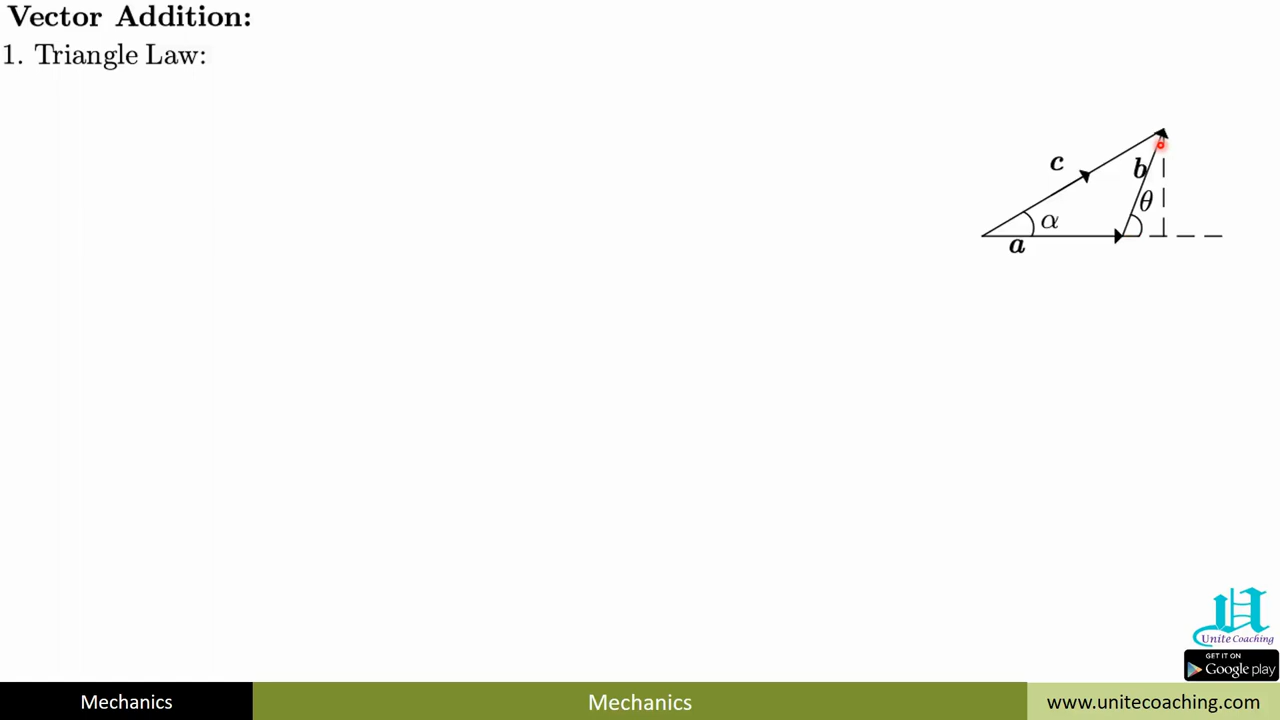 Vector Addition:
1. Triangle Law:
c
b
θ
α
a
Unite Coaching
GET IT ON
Google play
Mechanics
Mechanics
www.unitecoaching.com